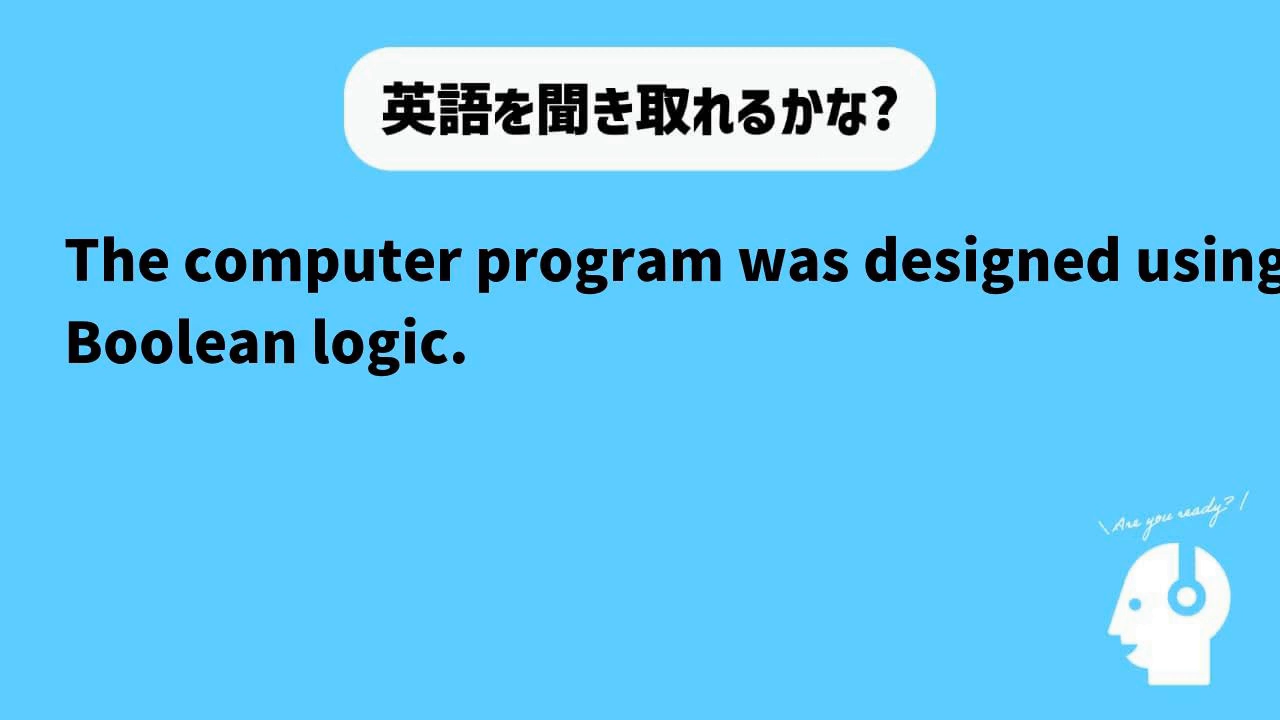 英語を聞き取れるかな?
The computer program was designed using
Boolean logic.
\Are you ready?/